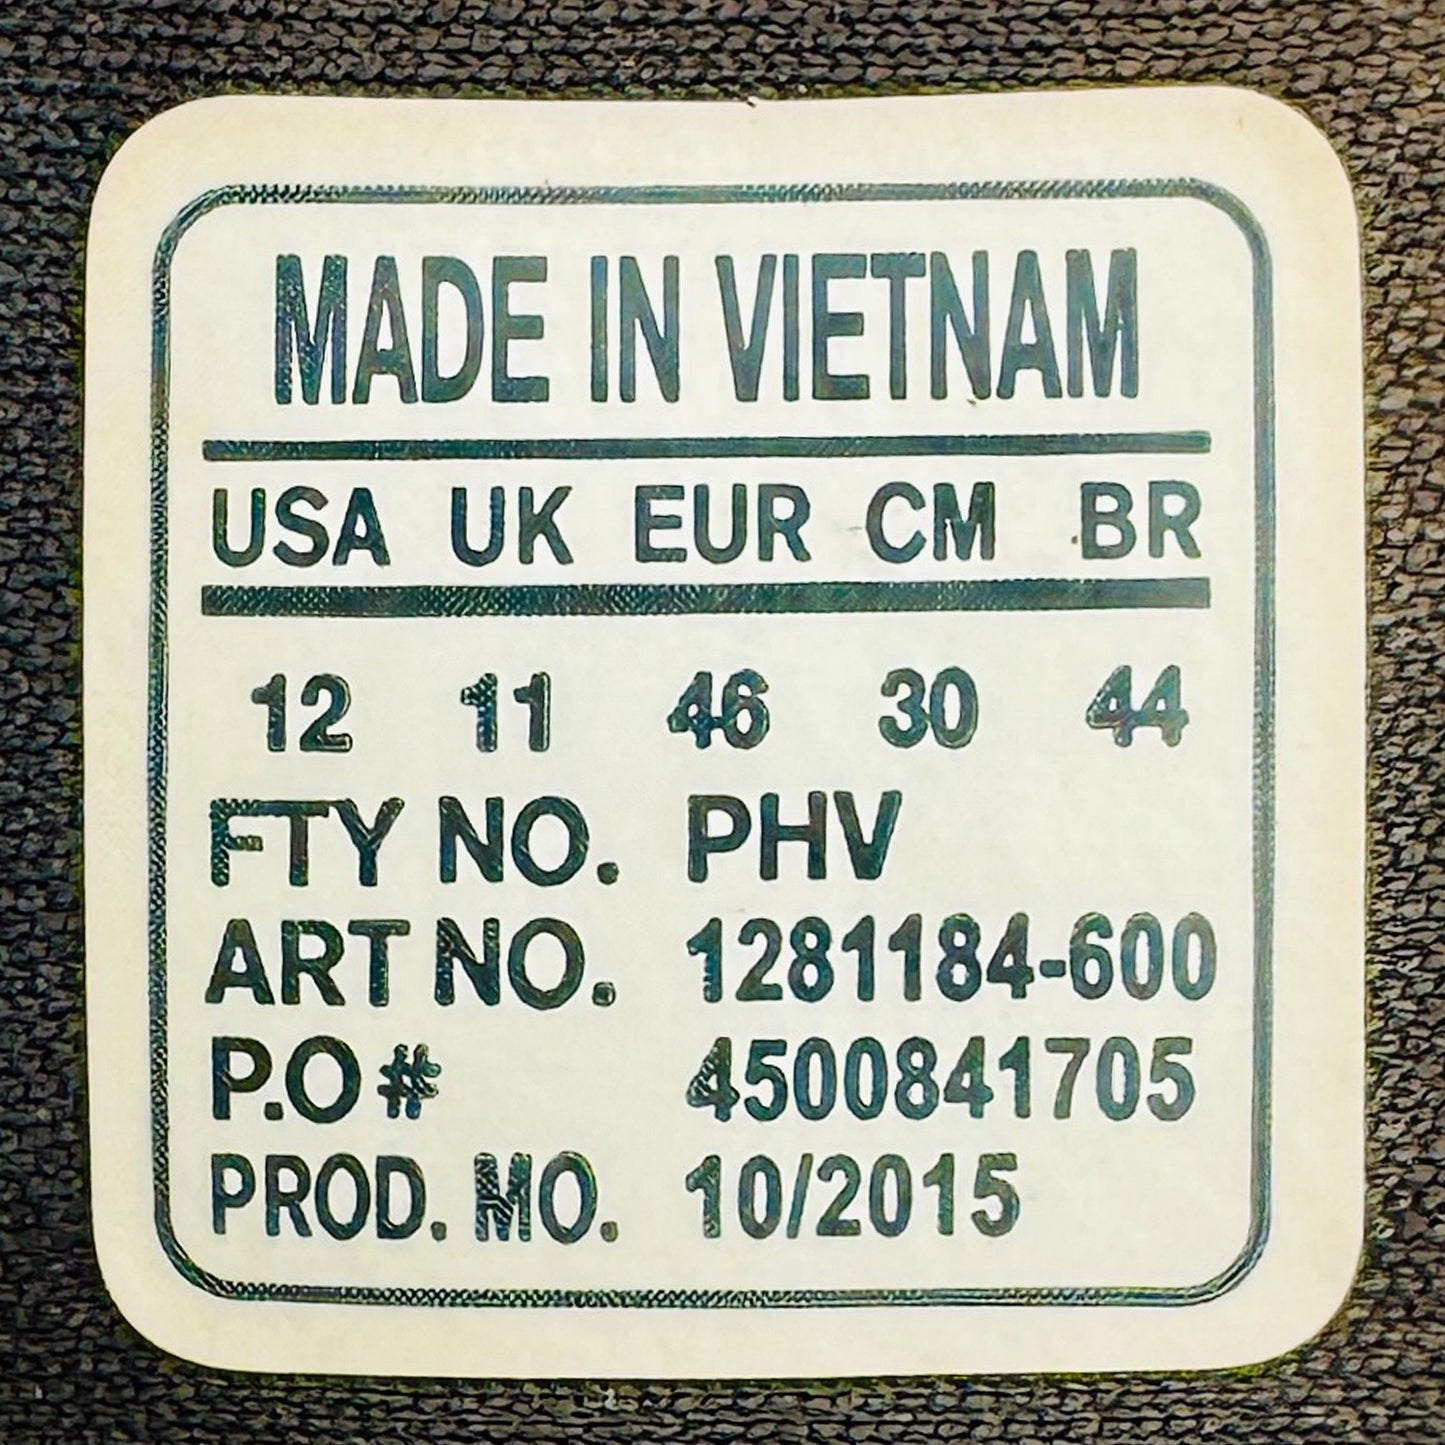 MADE IN VIETNAM
USA UK EUR CM BR
12 11 46 30 44
FTY NO. PHV
ART NO. 1281184-600
P.O# 4500841705
PROD. MO. 10/2015